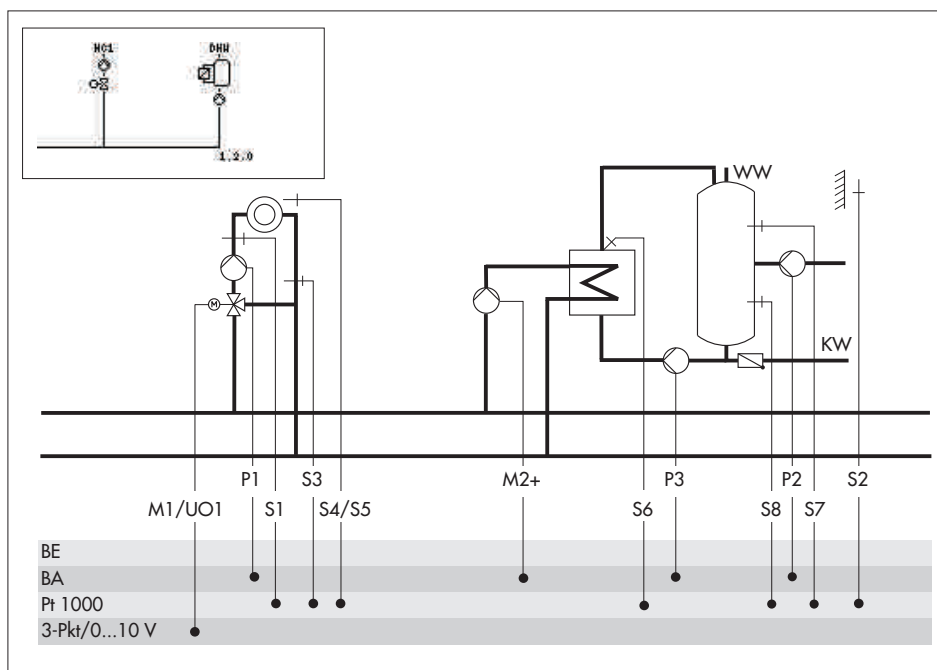 HC1 DHW
1.2.0
WW
KW
P1 S3 M2+ P3 P2 S2
M1/UO1 S1 S4/S5 S6 S8 S7
M
BE
BA
Pt 1000
3-Pkt/0...10 V